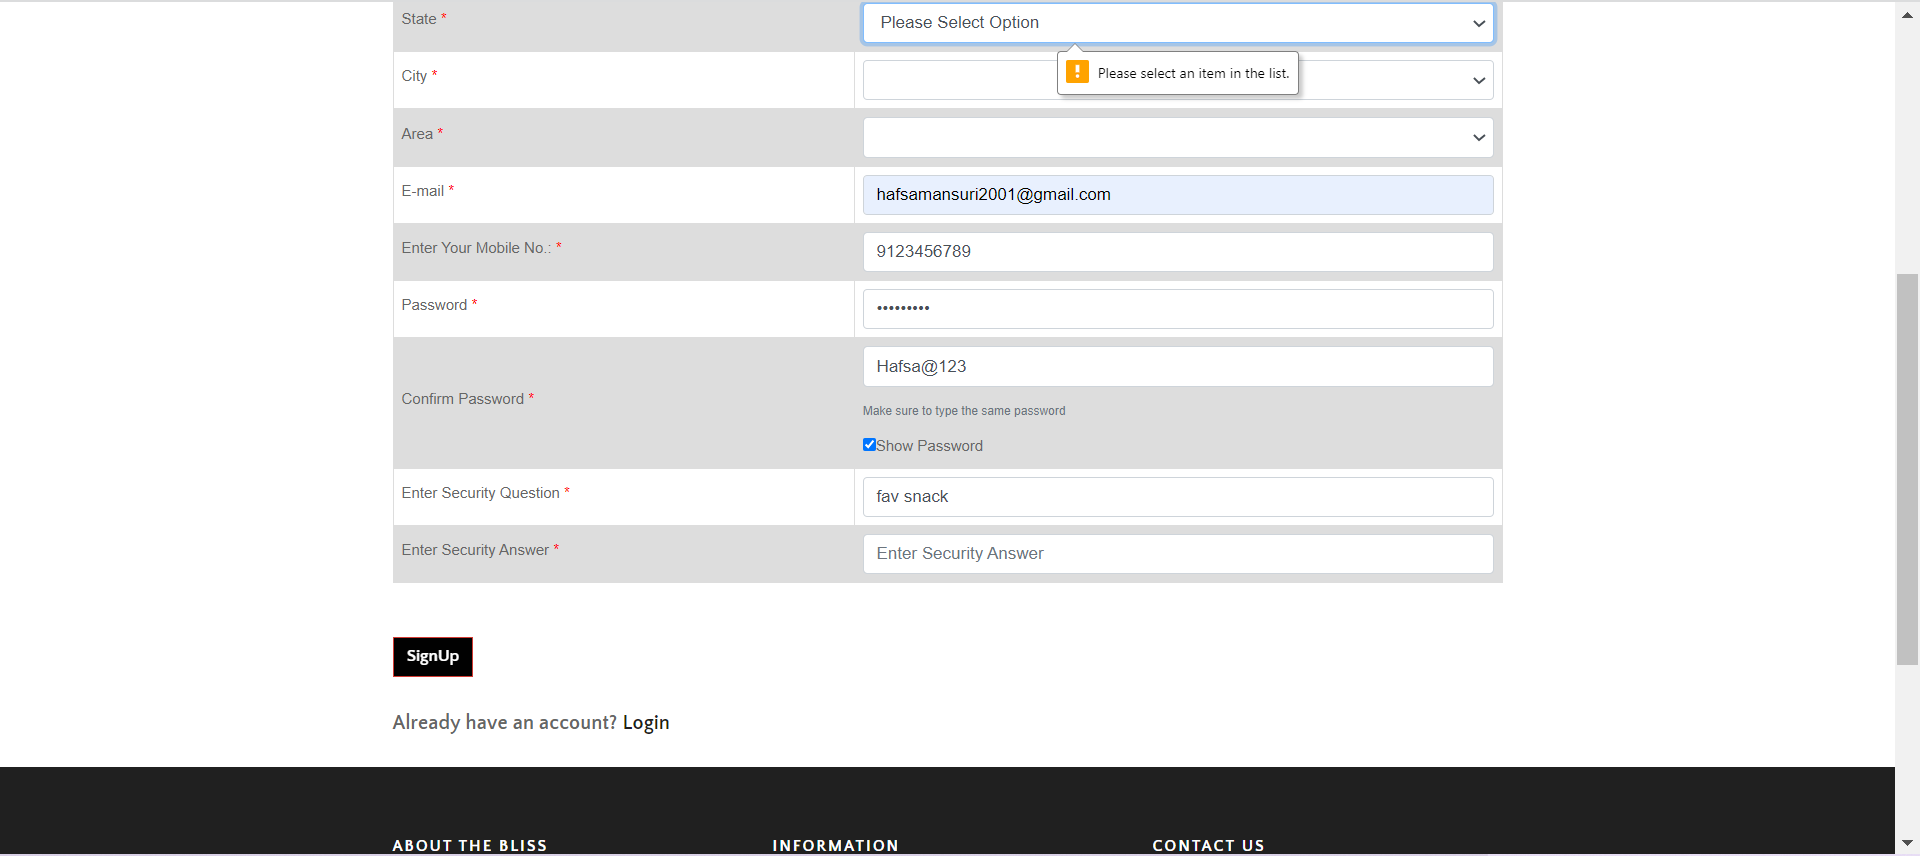 State *
Please Select Option
Please select an item in the list.
City *
Area *
E-mail *
hafsamansuri2001@gmail.com
Enter Your Mobile No.: *
9123456789
Password *
•••••••••
Confirm Password *
Hafsa@123
Make sure to type the same password
Show Password
Enter Security Question *
fav snack
Enter Security Answer *
Enter Security Answer
SignUp
Already have an account? Login
ABOUT THE BLISS
INFORMATION
CONTACT US